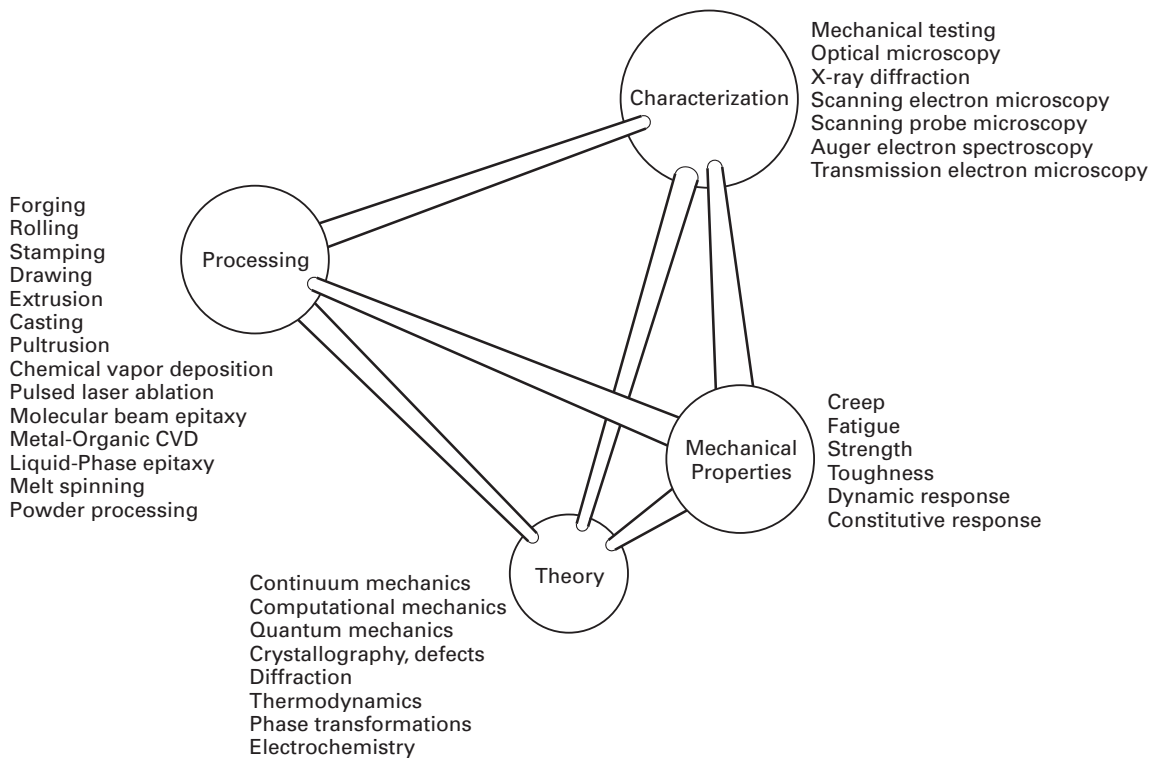 Characterization
Mechanical testing
Optical microscopy
X-ray diffraction
Scanning electron microscopy
Scanning probe microscopy
Auger electron spectroscopy
Transmission electron microscopy
Processing
Forging
Rolling
Stamping
Drawing
Extrusion
Casting
Pultrusion
Chemical vapor deposition
Pulsed laser ablation
Molecular beam epitaxy
Metal-Organic CVD
Liquid-Phase epitaxy
Melt spinning
Powder processing
Mechanical
Properties
Creep
Fatigue
Strength
Toughness
Dynamic response
Constitutive response
Theory
Continuum mechanics
Computational mechanics
Quantum mechanics
Crystallography, defects
Diffraction
Thermodynamics
Phase transformations
Electrochemistry